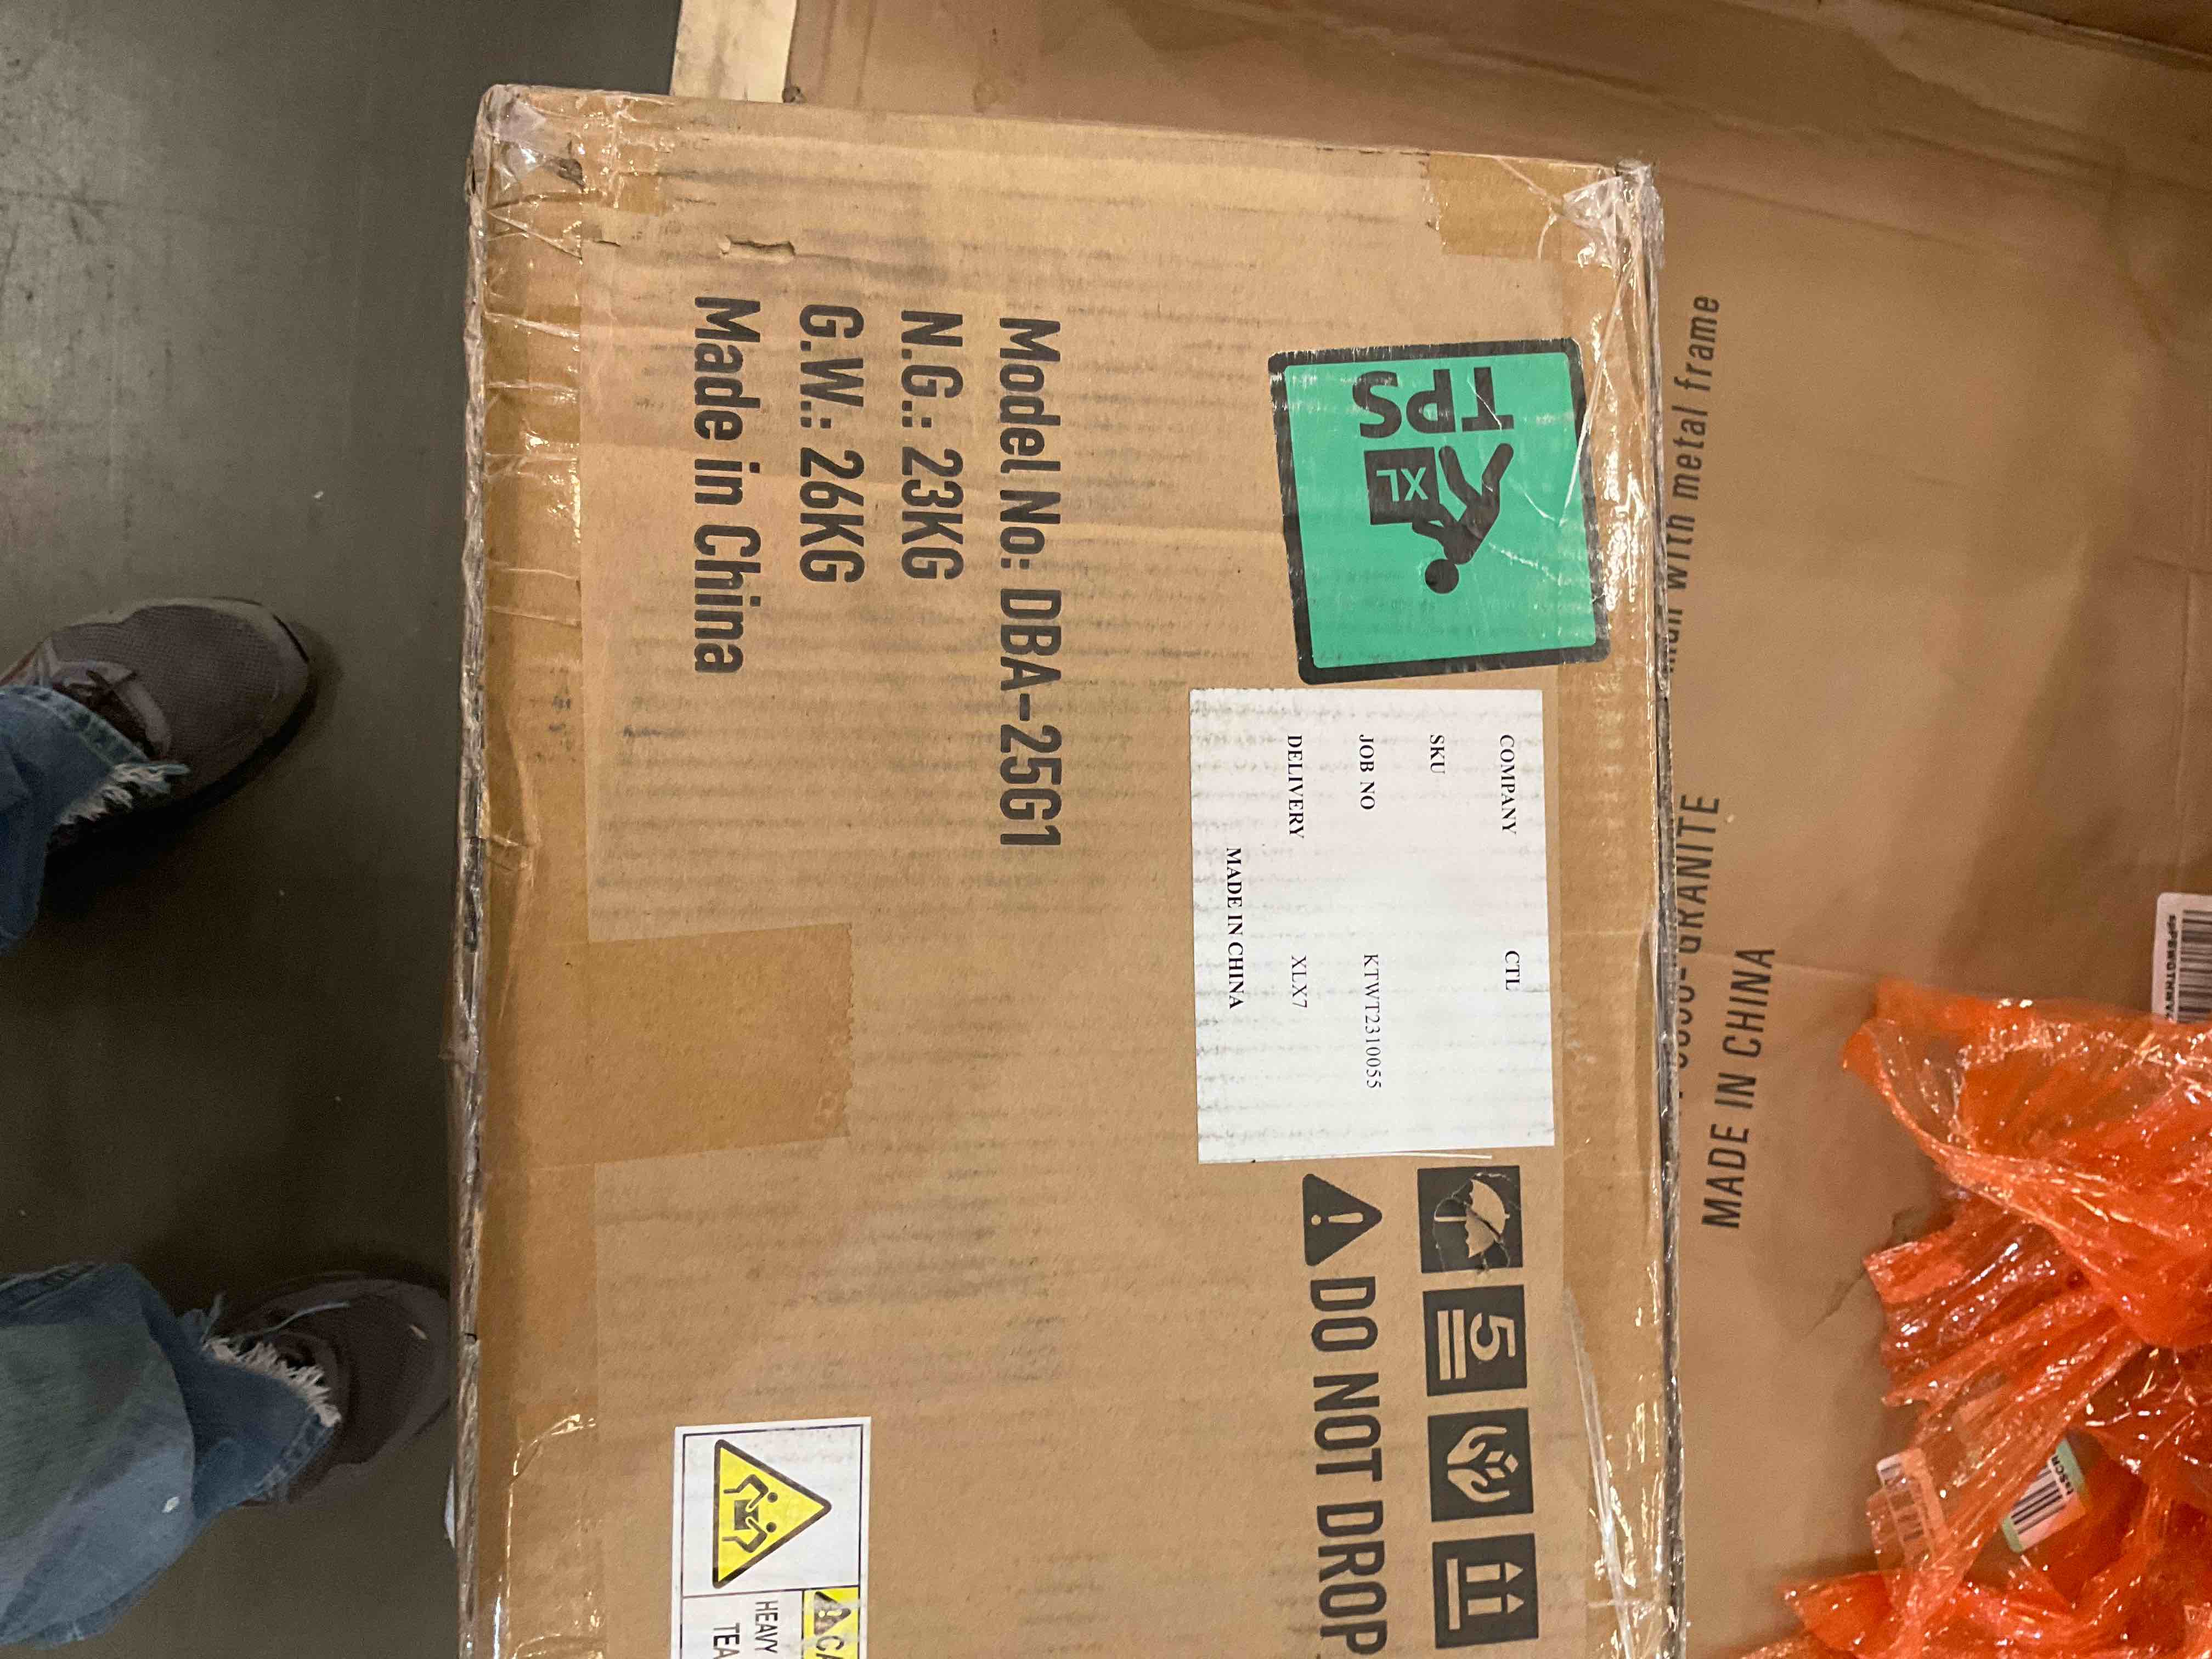 TPS
XL
COMPANY CTL
SKU
JOB NO KTWT2310055
DELIVERY XLX7
MADE IN CHINA
5
DO NOT DROP
Model No: DBA-25G1
N.G.: 23KG
G.W.: 26KG
Made in China
HEAVY
with metal frame
GRANITE
MADE IN CHINA